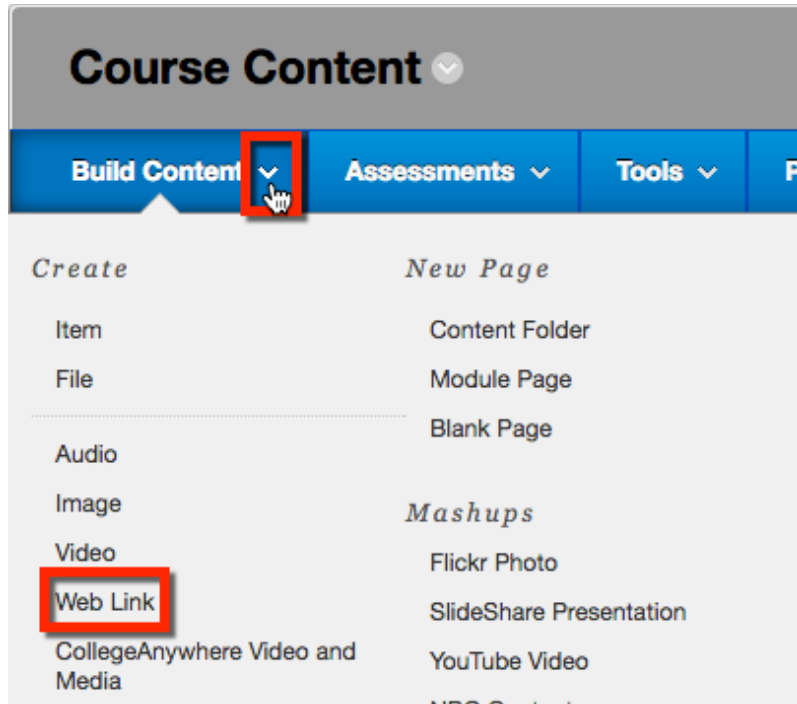 Course Content
Build Content
Assessments
Tools
Create
Item
File
Audio
Image
Video
Web Link
CollegeAnywhere Video and
Media
New Page
Content Folder
Module Page
Blank Page
Mashups
Flickr Photo
SlideShare Presentation
YouTube Video